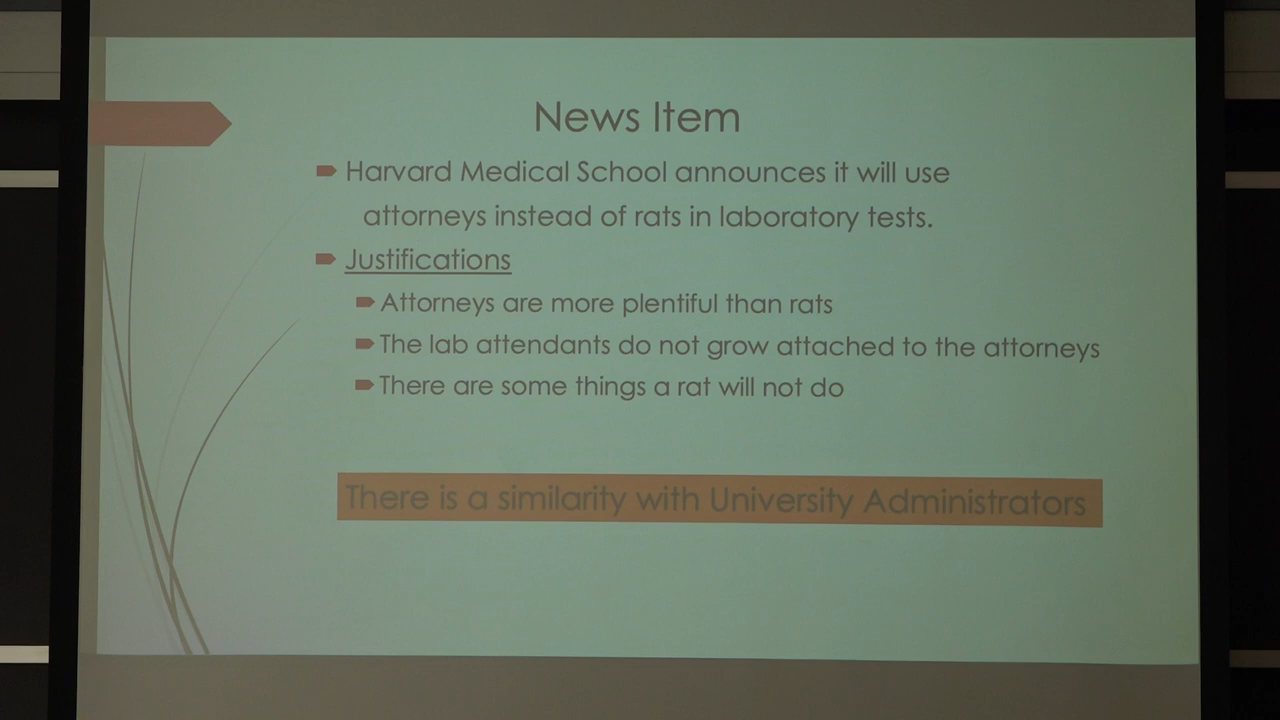 News Item
Harvard Medical School announces it will use
attorneys instead of rats in laboratory tests.
Justifications
Attorneys are more plentiful than rats
The lab attendants do not grow attached to the attorneys
There are some things a rat will not do
There is a similarity with University Administrators